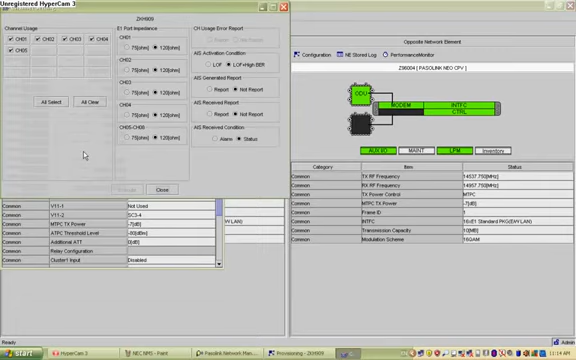 Unregistered HyperCam 3
ZKH909
Channel Usage
CH01 CH02 CH03 CH04
CH05
All Select All Clear
E1 Port Impedance
CH01
75[ohm] 120[ohm]
CH02
75[ohm] 120[ohm]
CH03
75[ohm] 120[ohm]
CH04
75[ohm] 120[ohm]
CH05-CH08
75[ohm] 120[ohm]
CH Usage Error Report
AIS Activation Condition
LOF LOF+High BER
AIS Generated Report
Report Not Report
AIS Received Report
Report Not Report
AIS Received Condition
Alarm Status
Close
Common V11-1 Not Used
Common V11-2 SC3-4
Common MTPC TX Power -7[dB]
Common ATPC Threshold Level -80[dBm]
Common Additional ATT 0[dB]
Common Relay Configuration
Common Cluster1 Input Disabled
W LAN)
Opposite Network Element
Configuration NE Stored Log PerformanceMonitor
Z98004 [ PASOLINK NEO CPV ]
ODU
MODEM INTFC
CTRL
AUX I/O MAINT LPM Inventory
Category Item Status
Common TX RF Frequency 14537.750[MHz]
Common RX RF Frequency 14957.750[MHz]
Common TX Power Control MTPC
Common MTPC TX Power -7[dB]
Common Frame ID 1
Common INTFC 16xE1 Standard PKG(EMY LAN)
Common Transmission Capacity 10[MB]
Common Modulation Scheme 16QAM
Ready
Admin
start HyperCam 3 NEC NMS - Paint Pasolink Network Man... Provisioning - ZKH909
11:14 AM